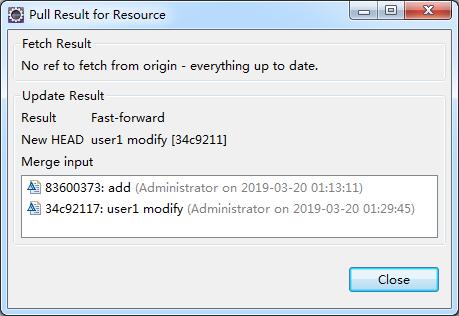 Pull Result for Resource
Fetch Result
No ref to fetch from origin - everything up to date.
Update Result
Result Fast-forward
New HEAD user1 modify [34c9211]
Merge input
83600373: add (Administrator on 2019-03-20 01:13:11)
34c92117: user1 modify (Administrator on 2019-03-20 01:29:45)
Close